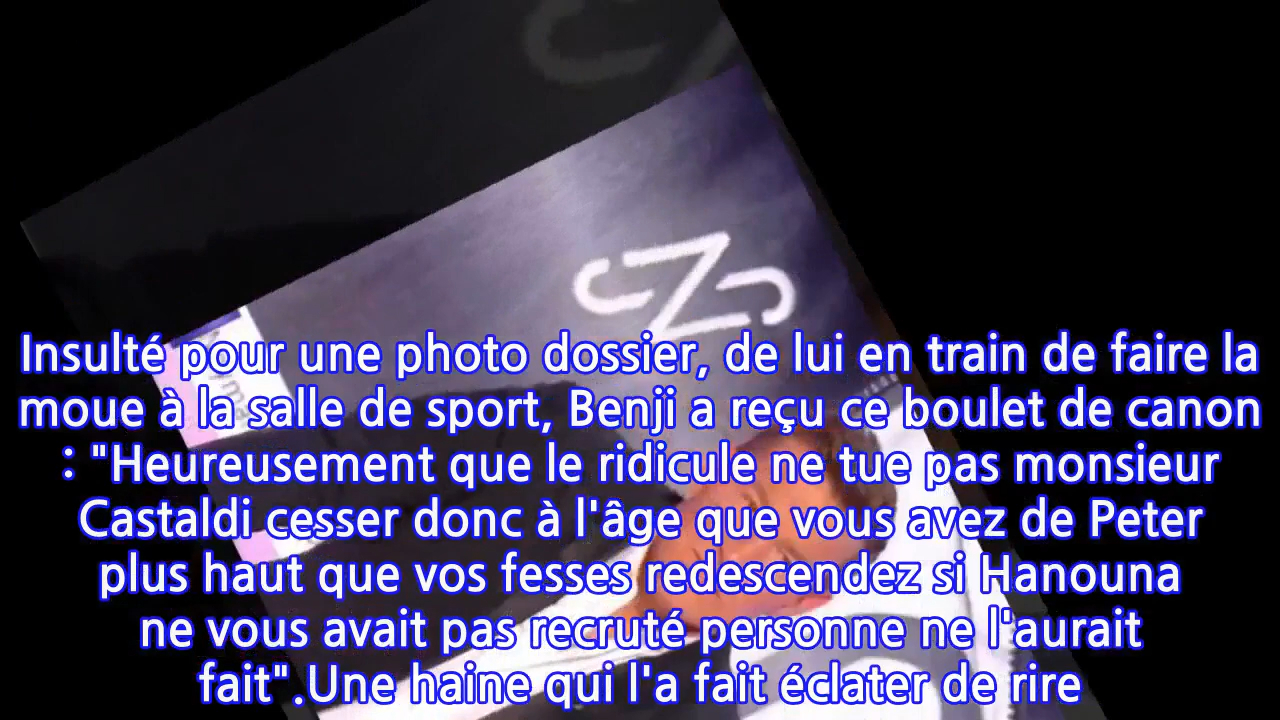 CZC
Insulté pour une photo dossier, de lui en train de faire la
moue à la salle de sport, Benji a reçu ce boulet de canon
: "Heureusement que le ridicule ne tue pas monsieur
Castaldi cesser donc à l'âge que vous avez de Peter
plus haut que vos fesses redescendez si Hanouna
ne vous avait pas recruté personne ne l'aurait
fait".Une haine qui l'a fait éclater de rire